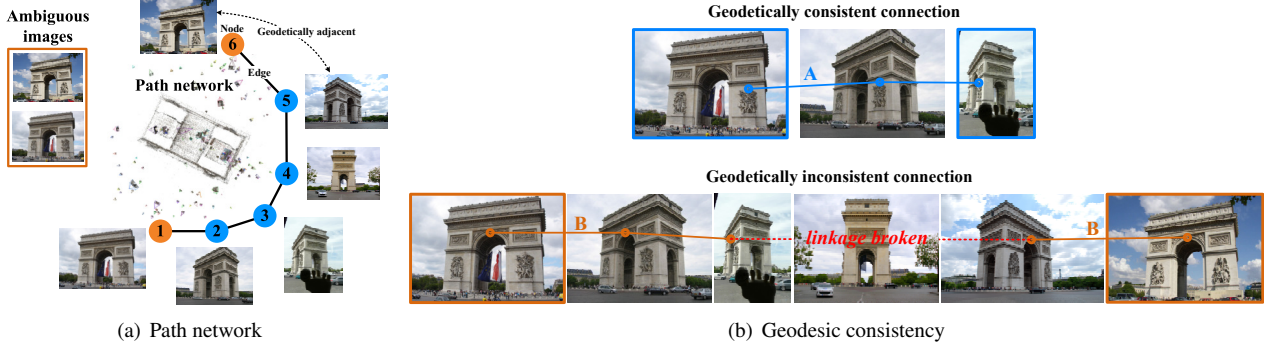 Ambiguous
images
Node
6
Geodetically adjacent
Edge
Path network
5
4
3
2
1
(a) Path network
Geodetically consistent connection
A
Geodetically inconsistent connection
B
linkage broken
B
(b) Geodesic consistency